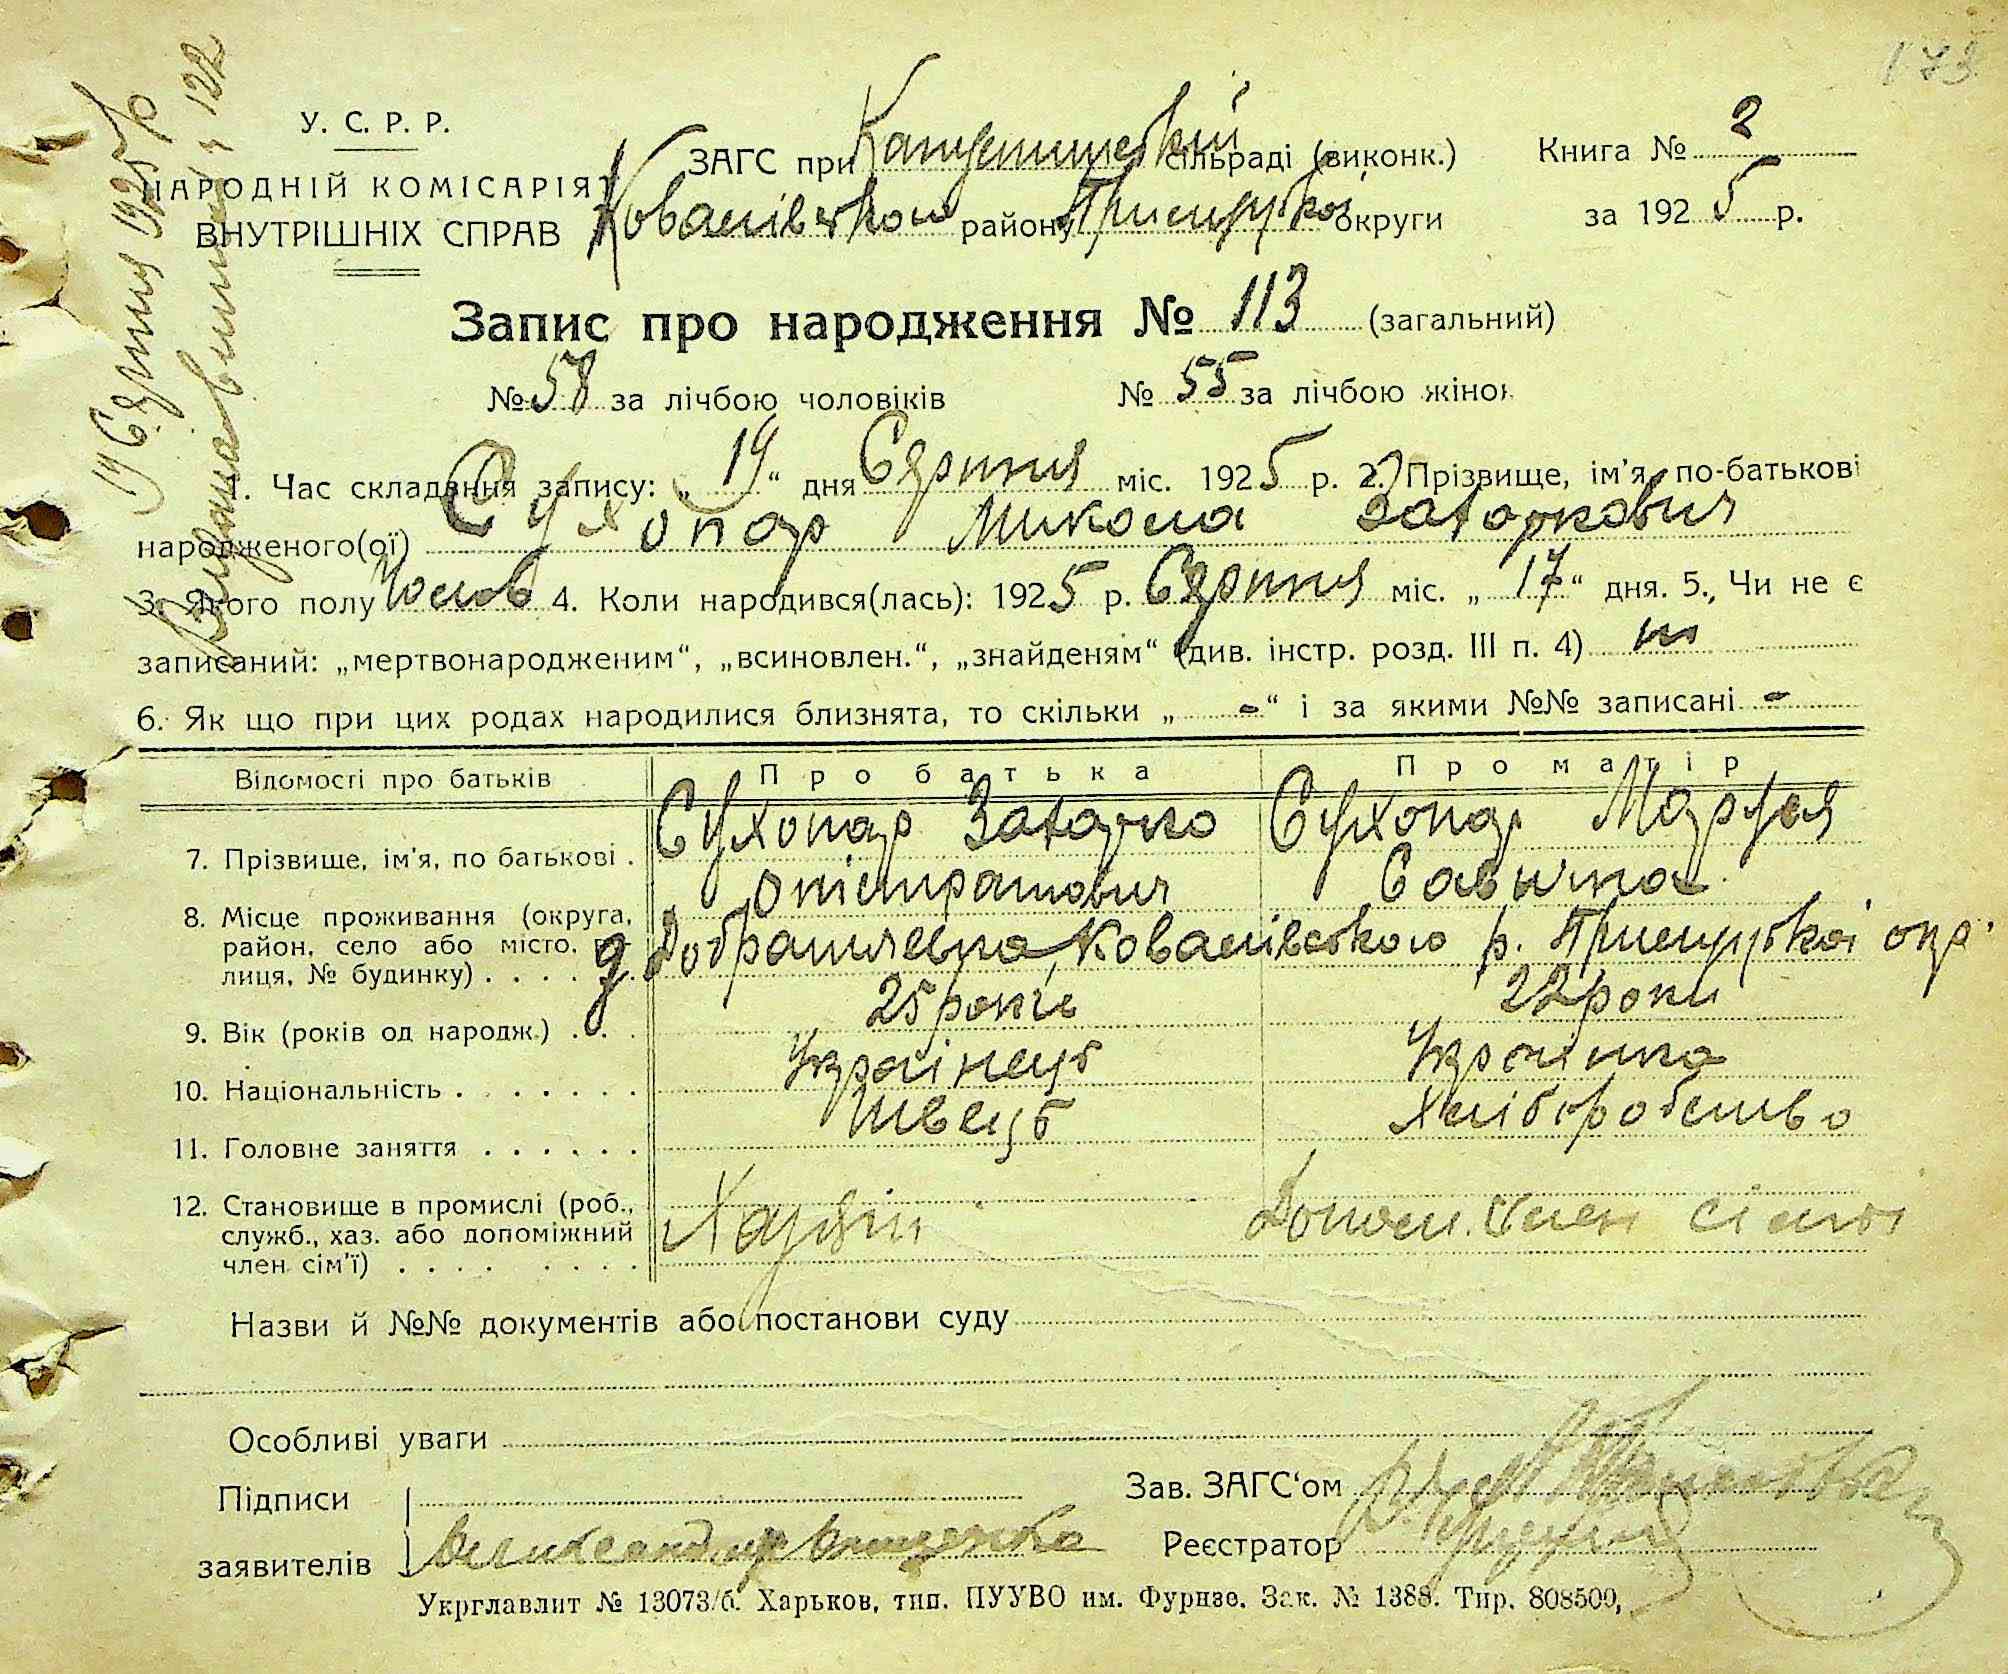 173
У. С. Р. Р.
НАРОДНІЙ КОМІСАРІЯТ
ВНУТРІШНІХ СПРАВ
ЗАГС при сільраді (виконк.)
Ковалівського району Прилуцької округи
Книга № 2
за 1925 р.
Запис про народження № 113 (загальний)
№ 58 за лічбою чоловіків № 55 за лічбою жінок
1. Час складання запису: „19“ дня Серпня міс. 1925 р. 2. Прізвище, ім'я, по-батькові
народженого(ої) Сухопар Микола
3. Якого полу Чолов 4. Коли народився(лась): 1925 р. Серпня міс. „17“ дня. 5., Чи не є
записаний: „мертвонародженим“, „всиновлен.“, „знайденям“ (див. інстр. розд. III п. 4) ні
6. Як що при цих родах народилися близнята, то скільки „ - “ і за якими №№ записані -
Відомості про батьків Про батька Про матір
7. Прізвище, ім'я, по батькові . Сухопар Сухопар
8. Місце проживання (округа, район, село або місто, вулиця, № будинку) . . . . . Ковалівського р. Прилуцької окр.
9. Вік (років од народж.) . . . 25 років 22 роки
10. Національність . . . . . . . Українець Українка
11. Головне заняття . . . . . . Швець Хліборобство
12. Становище в промислі (роб., служб., хаз. або допоміжний член сім'ї) . . . . . . . . Хазяїн Допом. член сімьї
Назви й №№ документів або постанови суду
Особливі уваги
Підписи
заявителів
Зав. ЗАГС‘ом
Реєстратор
Укрглавлит № 13073/б. Харьков, тип. ПУУВО им. Фрунзе. Зак. № 1388. Тир. 808500,
19 Серпня 1925 р
122